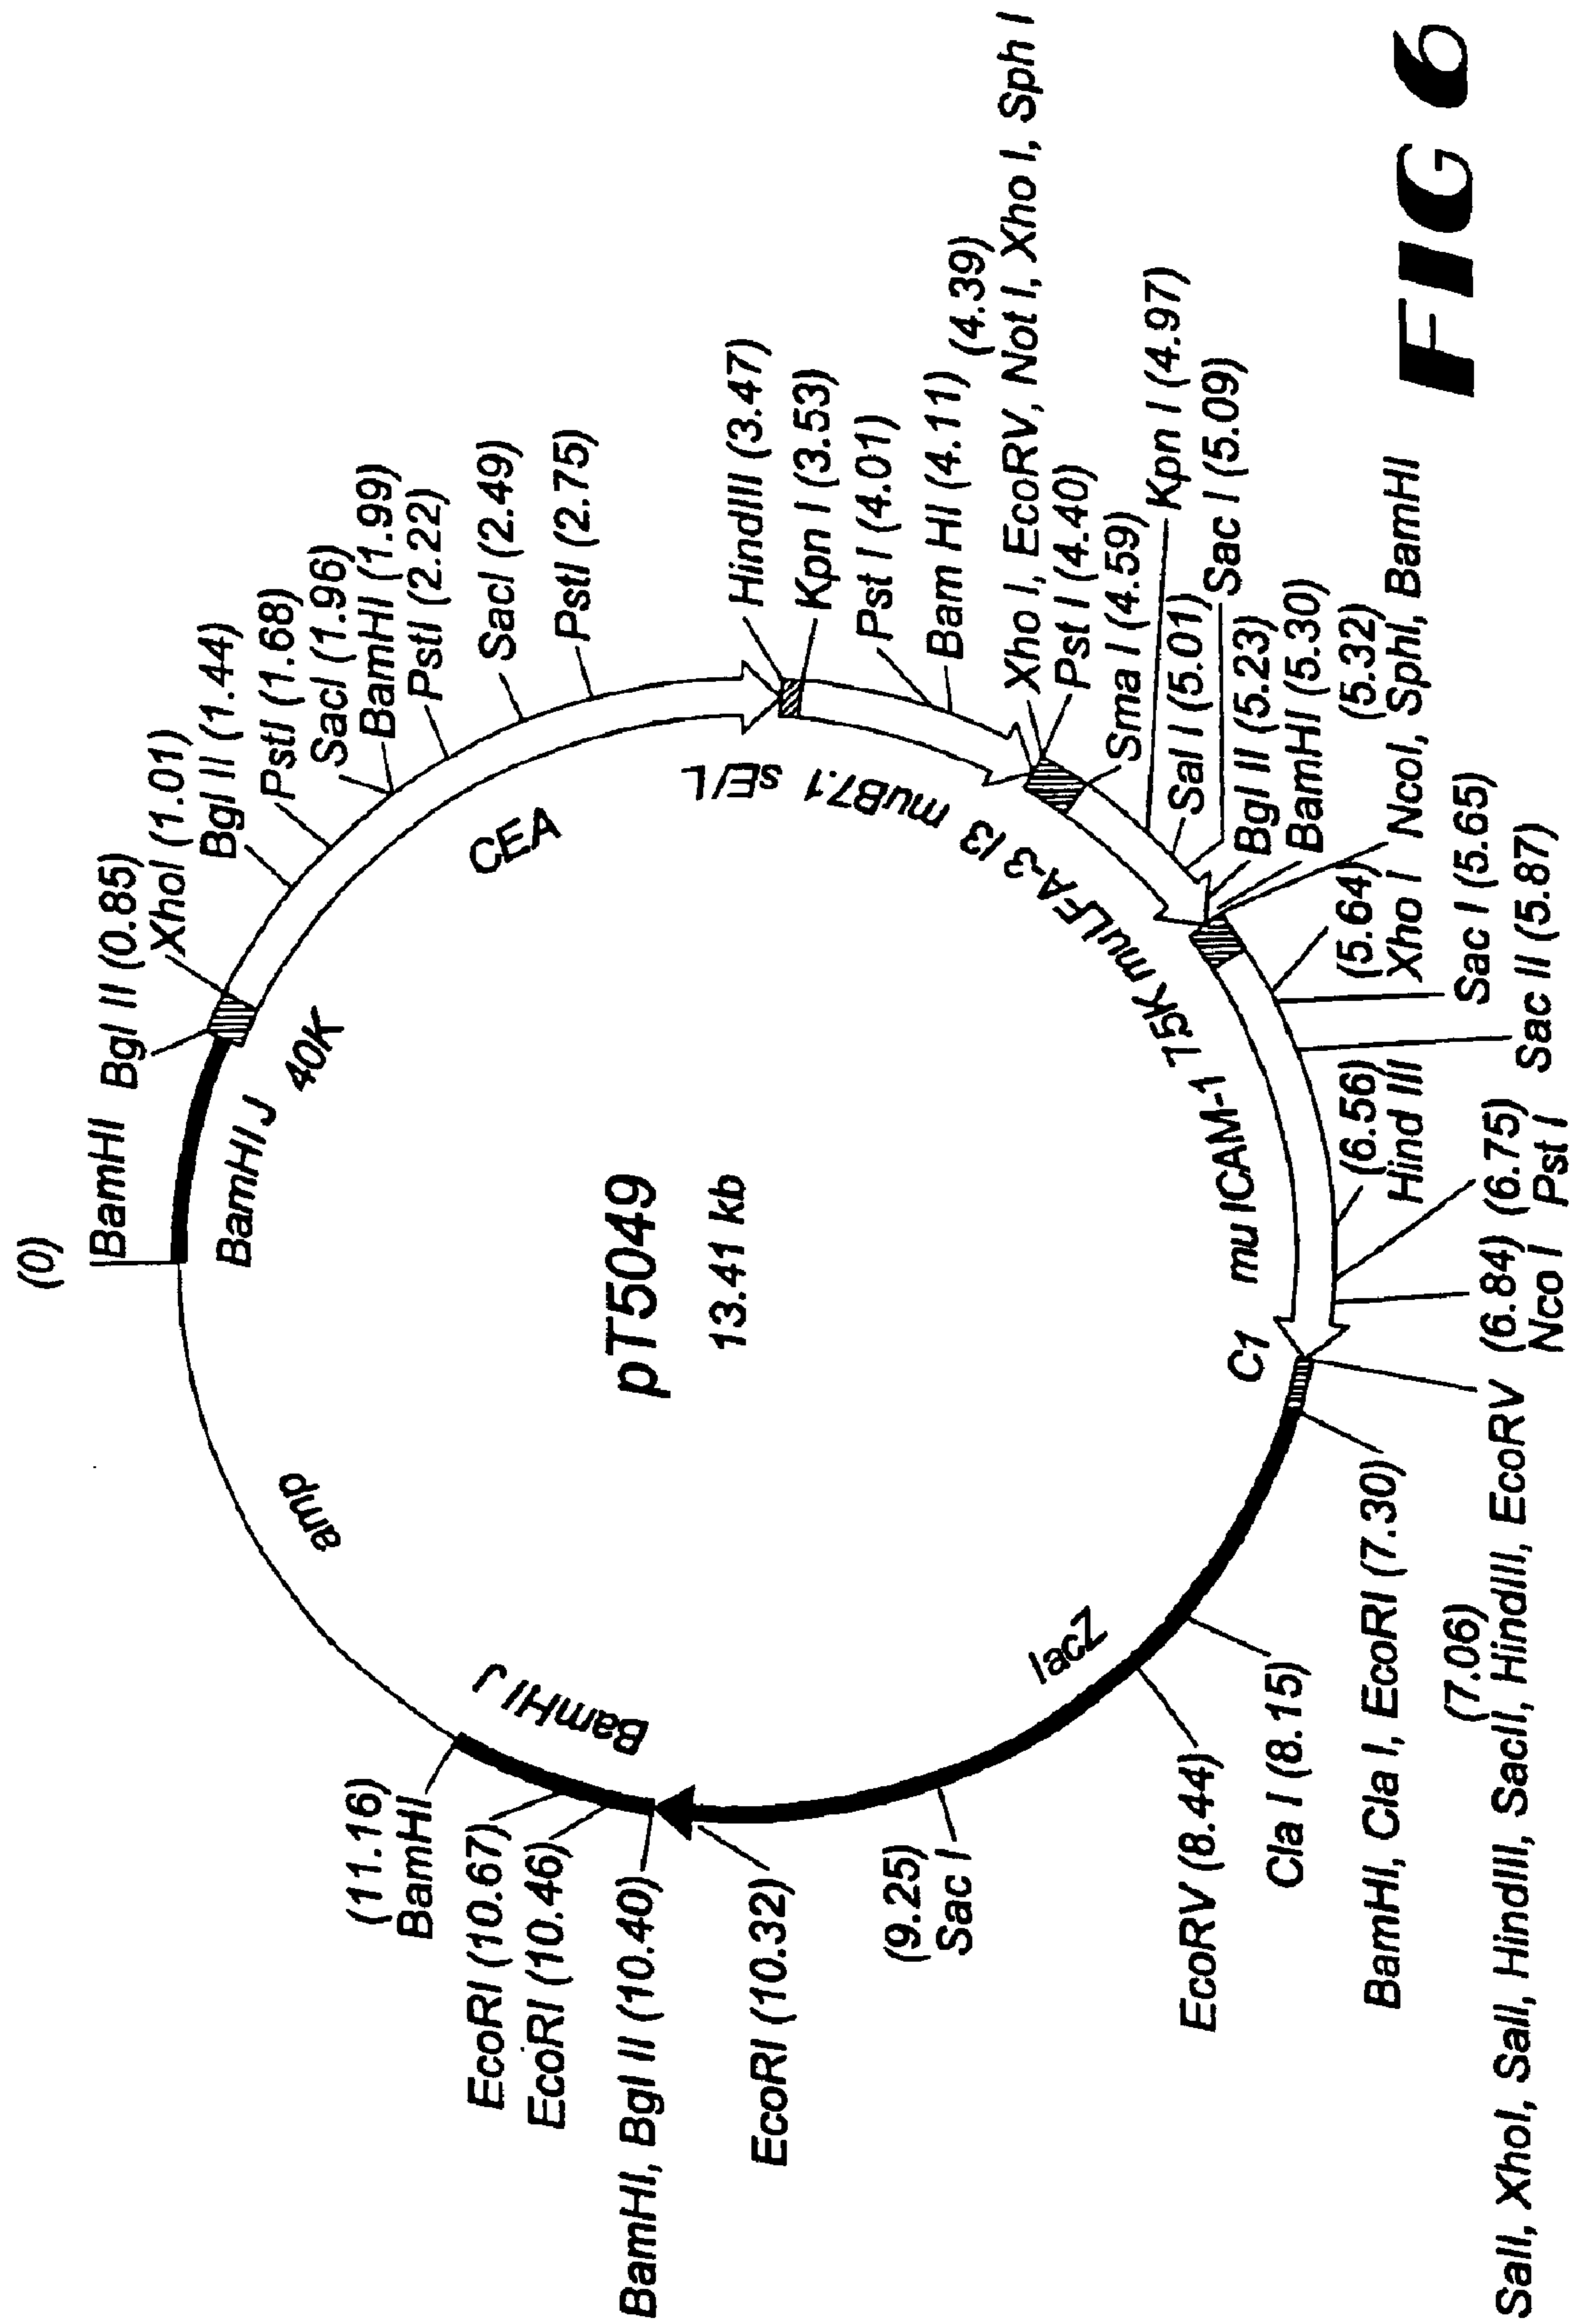 (0)
BamHI
Bgl II (0.85)
XhoI (1.01)
Bgl II (1.44)
PstI (1.68)
SacI (1.96)
BamHI (1.99)
PstI (2.22)
SacI (2.49)
PstI (2.75)
HindIII (3.47)
Kpn I (3.53)
Pst I (4.01)
Bam HI (4.11)
(4.39)
Xho I, EcoRV, Not I, Xho I, Sph I
Pst I (4.40)
Sma I (4.59)
Kpn I (4.97)
Sal I (5.01)
Sac I (5.09)
Bgl II (5.23)
BamHI (5.30)
(5.32)
NcoI, SphI, BamHI
(5.64)
Xho I
Sac I (5.65)
Sac II (5.87)
(6.56)
Hind III
(6.75)
Pst I
(6.84)
Nco I
(7.06)
SalI, XhoI, SalI, HindIII, SacII, HindIII, EcoRV
BamHI, Cla I, EcoRI (7.30)
Cla I (8.15)
EcoRV (8.44)
(9.25)
Sac I
EcoRI (10.32)
BamHI, Bgl II (10.40)
EcoRI (10.46)
EcoRI (10.67)
(11.16)
BamHI
BamHI J
40K
CEA
sE/L
muB7.1
I3
muLFA-3
7.5K
mu ICAM-1
C1
lacZ
BamHI J
amp
pT5049
13.41 kb
FIG 6